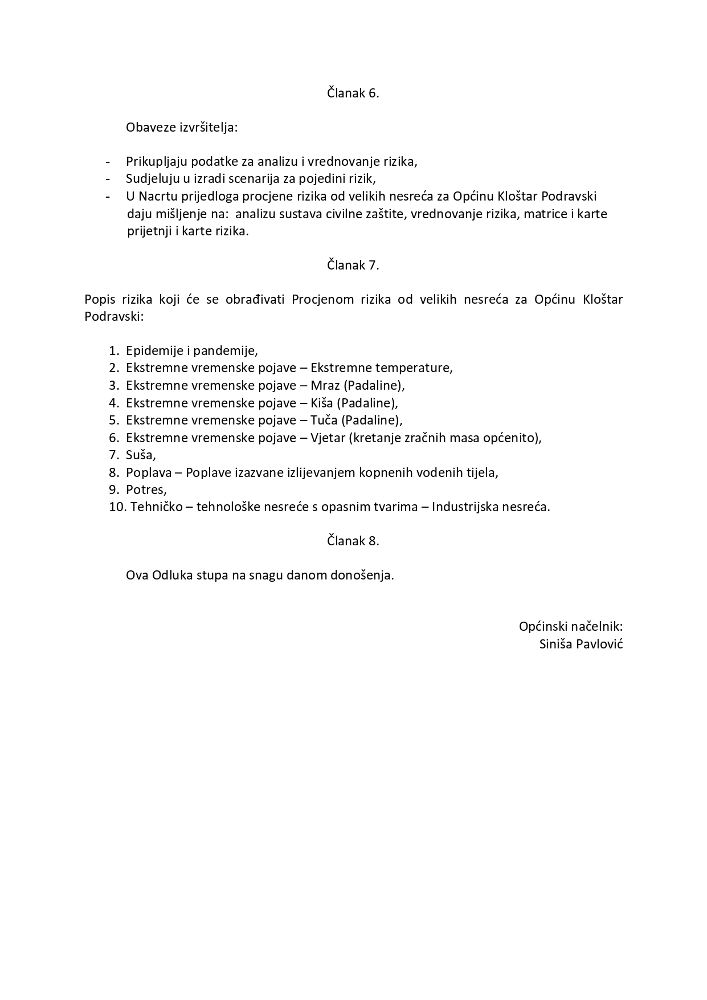 Članak 6.
Obaveze izvršitelja:
- Prikupljaju podatke za analizu i vrednovanje rizika,
- Sudjeluju u izradi scenarija za pojedini rizik,
- U Nacrtu prijedloga procjene rizika od velikih nesreća za Općinu Kloštar Podravski
daju mišljenje na:  analizu sustava civilne zaštite, vrednovanje rizika, matrice i karte
prijetnji i karte rizika.
Članak 7.
Popis rizika koji će se obrađivati Procjenom rizika od velikih nesreća za Općinu Kloštar
Podravski:
1. Epidemije i pandemije,
2. Ekstremne vremenske pojave – Ekstremne temperature,
3. Ekstremne vremenske pojave – Mraz (Padaline),
4. Ekstremne vremenske pojave – Kiša (Padaline),
5. Ekstremne vremenske pojave – Tuča (Padaline),
6. Ekstremne vremenske pojave – Vjetar (kretanje zračnih masa općenito),
7. Suša,
8. Poplava – Poplave izazvane izlijevanjem kopnenih vodenih tijela,
9. Potres,
10. Tehničko – tehnološke nesreće s opasnim tvarima – Industrijska nesreća.
Članak 8.
Ova Odluka stupa na snagu danom donošenja.
Općinski načelnik:
Siniša Pavlović